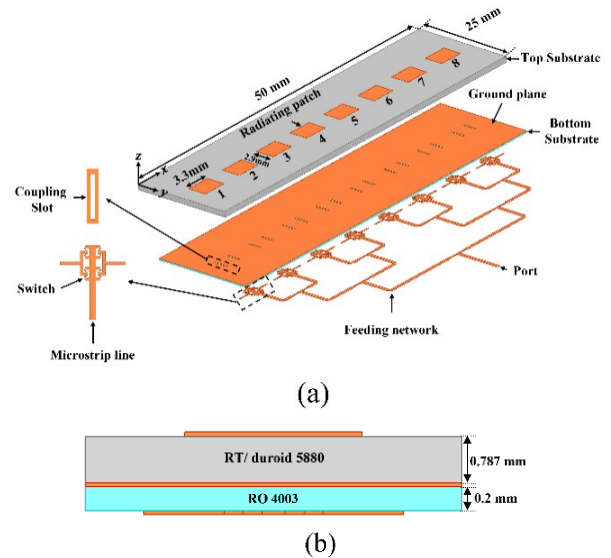 25 mm
50 mm
Top Substrate
Radiating patch
1
2
3
4
5
6
7
8
3.3mm
2.9mm
z
x
y
Ground plane
Bottom
Substrate
Coupling
Slot
Switch
Microstrip line
Port
Feeding network
(a)
RT/ duroid 5880
0.787 mm
RO 4003
0.2 mm
(b)